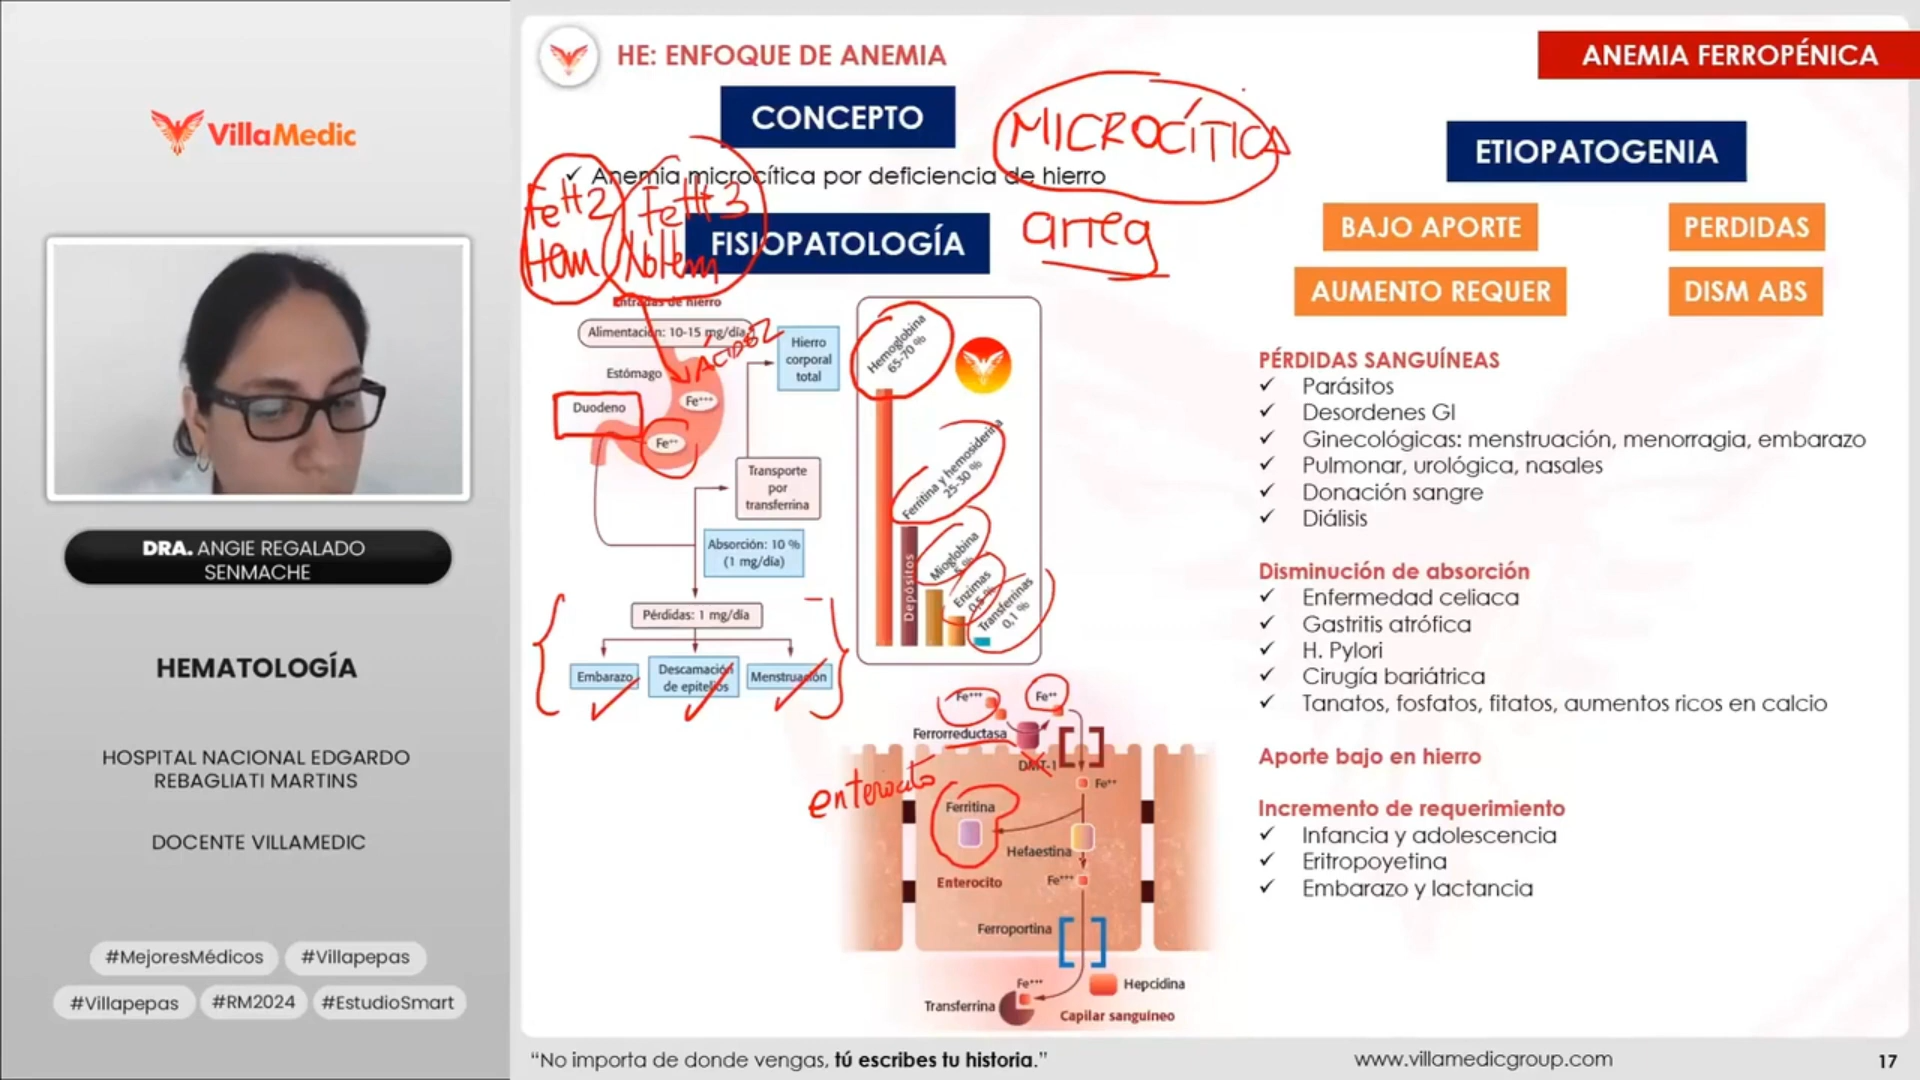 VillaMedic
DRA. ANGIE REGALADO
SENMACHE
HEMATOLOGÍA
HOSPITAL NACIONAL EDGARDO
REBAGLIATI MARTINS
DOCENTE VILLAMEDIC
#MejoresMédicos
#Villapepas
#Villapepas
#RM2024
#EstudioSmart
HE: ENFOQUE DE ANEMIA
ANEMIA FERROPÉNICA
CONCEPTO
MICROCÍTICA
✓ Anemia microcítica por deficiencia de hierro
Fe++2
Hem
Fe+++3
No Hem
arreg
FISIOPATOLOGÍA
Entradas de hierro
Alimentación: 10-15 mg/día
ÁCIDO
Hierro
corporal
total
Estómago
Fe+++
Duodeno
Fe++
Transporte
por
transferrina
Absorción: 10 %
(1 mg/día)
Pérdidas: 1 mg/día
Embarazo
Descamación
de epitelios
Menstruación
Hemoglobina
65-70 %
Ferritina y hemosiderina
25-30 %
Mioglobina
5 %
Enzimas
0,5 %
Transferrinas
0,1 %
Depósitos
Fe+++
Fe++
Ferrorreductasa
DMT-1
Fe++
enterocito
Ferritina
Hefaestina
Enterocito
Fe+++
Ferroportina
Fe+++
Hepcidina
Transferrina
Capilar sanguíneo
ETIOPATOGENIA
BAJO APORTE
PERDIDAS
AUMENTO REQUER
DISM ABS
PÉRDIDAS SANGUÍNEAS
✓ Parásitos
✓ Desordenes GI
✓ Ginecológicas: menstruación, menorragia, embarazo
✓ Pulmonar, urológica, nasales
✓ Donación sangre
✓ Diálisis
Disminución de absorción
✓ Enfermedad celiaca
✓ Gastritis atrófica
✓ H. Pylori
✓ Cirugía bariátrica
✓ Tanatos, fosfatos, fitatos, aumentos ricos en calcio
Aporte bajo en hierro
Incremento de requerimiento
✓ Infancia y adolescencia
✓ Eritropoyetina
✓ Embarazo y lactancia
“No importa de donde vengas, tú escribes tu historia.”
www.villamedicgroup.com
17